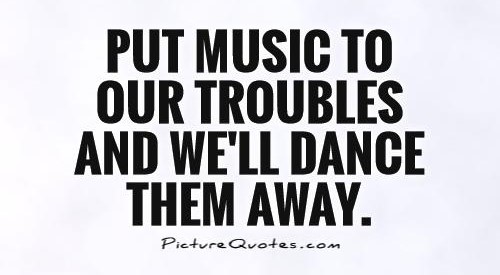 PUT MUSIC TO
OUR TROUBLES
AND WE'LL DANCE
THEM AWAY.
PictureQuotes.com